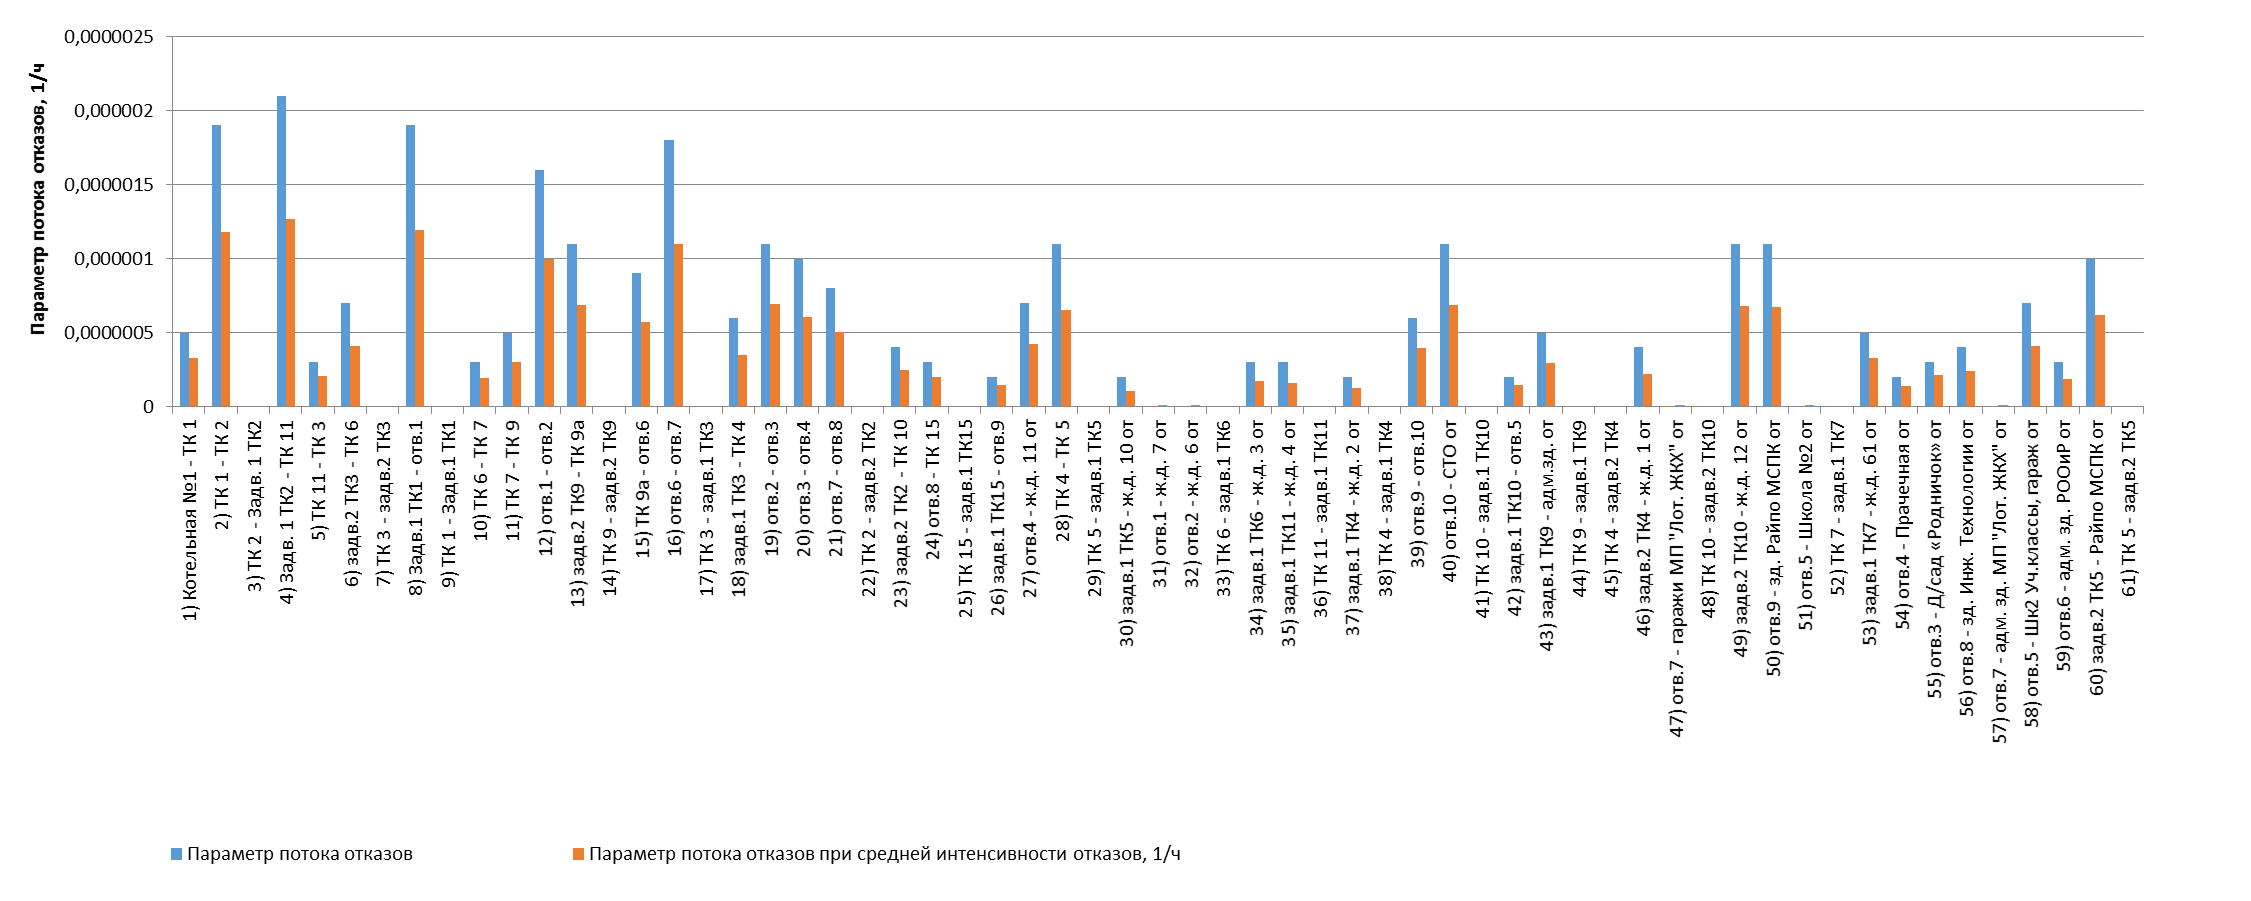 Параметр потока отказов, 1/ч
0,0000025
0,000002
0,0000015
0,000001
0,0000005
0
1) Котельная №1 - ТК 1
2) ТК 1 - ТК 2
3) ТК 2 - Задв. 1 ТК2
4) Задв. 1 ТК2 - ТК 11
5) ТК 11 - ТК 3
6) задв.2 ТК3 - ТК 6
7) ТК 3 - задв.2 ТК3
8) Задв.1 ТК1 - отв.1
9) ТК 1 - Задв.1 ТК1
10) ТК 6 - ТК 7
11) ТК 7 - ТК 9
12) отв.1 - отв.2
13) задв.2 ТК9 - ТК 9а
14) ТК 9 - задв.2 ТК9
15) ТК 9а - отв.6
16) отв.6 - отв.7
17) ТК 3 - задв.1 ТК3
18) задв.1 ТК3 - ТК 4
19) отв.2 - отв.3
20) отв.3 - отв.4
21) отв.7 - отв.8
22) ТК 2 - задв.2 ТК2
23) задв.2 ТК2 - ТК 10
24) отв.8 - ТК 15
25) ТК 15 - задв.1 ТК15
26) задв.1 ТК15 - отв.9
27) отв.4 - ж.д. 11 от
28) ТК 4 - ТК 5
29) ТК 5 - задв.1 ТК5
30) задв.1 ТК5 - ж.д. 10 от
31) отв.1 - ж.д. 7 от
32) отв.2 - ж.д. 6 от
33) ТК 6 - задв.1 ТК6
34) задв.1 ТК6 - ж.д. 3 от
35) задв.1 ТК11 - ж.д. 4 от
36) ТК 11 - задв.1 ТК11
37) задв.1 ТК4 - ж.д. 2 от
38) ТК 4 - задв.1 ТК4
39) отв.9 - отв.10
40) отв.10 - СТО от
41) ТК 10 - задв.1 ТК10
42) задв.1 ТК10 - отв.5
43) задв.1 ТК9 - адм.зд. от
44) ТК 9 - задв.1 ТК9
45) ТК 4 - задв.2 ТК4
46) задв.2 ТК4 - ж.д. 1 от
47) отв.7 - гаражи МП "Лот. ЖКХ" от
48) ТК 10 - задв.2 ТК10
49) задв.2 ТК10 - ж.д. 12 от
50) отв.9 - зд. Райпо МСПК от
51) отв.5 - Школа №2 от
52) ТК 7 - задв.1 ТК7
53) задв.1 ТК7 - ж.д. 61 от
54) отв.4 - Прачечная от
55) отв.3 - Д/сад «Родничок» от
56) отв.8 - зд. Инж. Технологии от
57) отв.7 - адм. зд. МП "Лот. ЖКХ" от
58) отв.5 - Шк2 Уч.классы, гараж от
59) отв.6 - адм. зд. РООиР от
60) задв.2 ТК5 - Райпо МСПК от
61) ТК 5 - задв.2 ТК5
Параметр потока отказов
Параметр потока отказов при средней интенсивности отказов, 1/ч